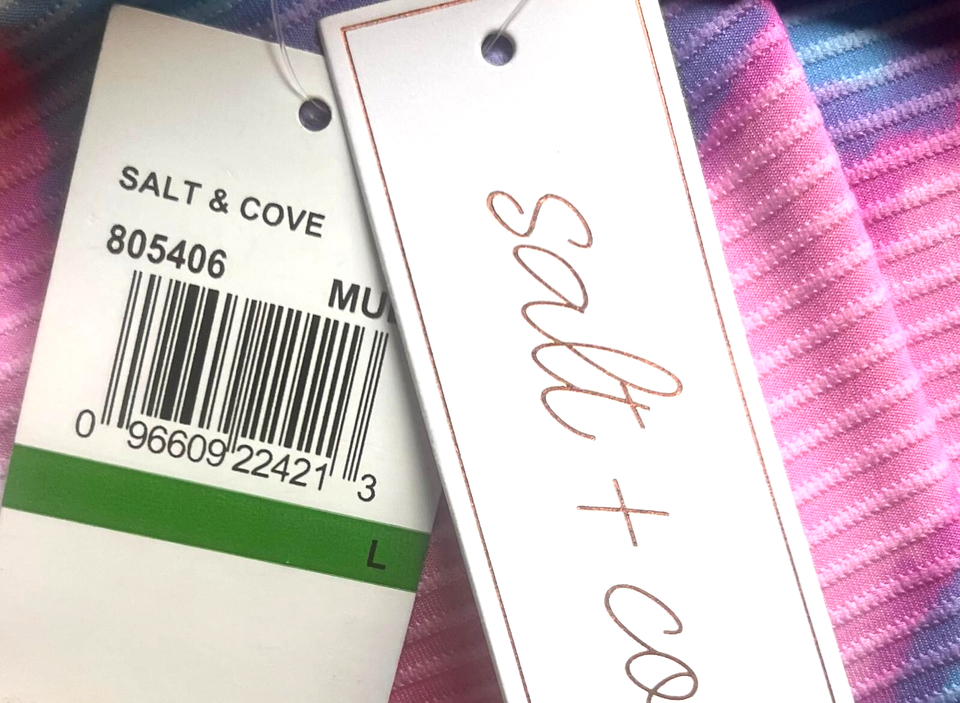 SALT & COVE
805406
0 96609 22421 3
L
salt + co